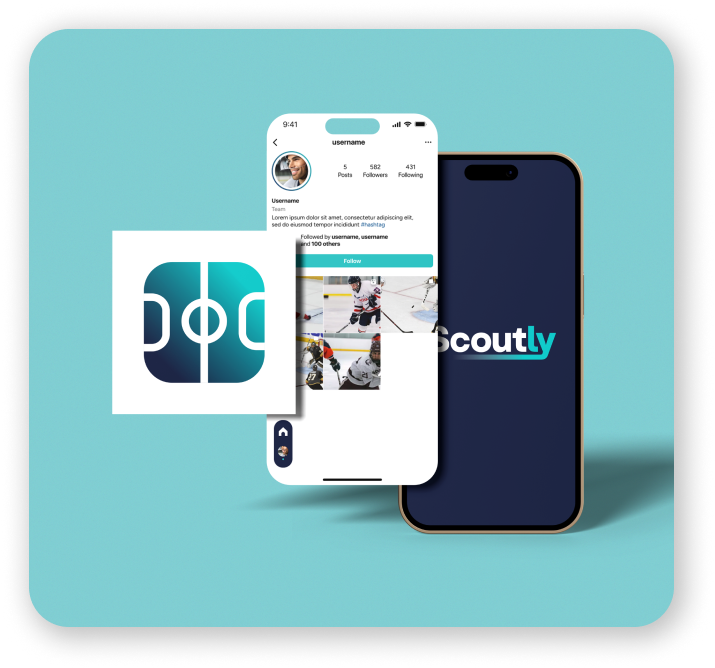 9:41
username
5 582 431
Posts Followers Following
Username
Team
Lorem ipsum dolor sit amet, consectetur adipiscing elit,
sed do eiusmod tempor incididunt #hashtag
Followed by username, username
and 100 others
Follow
Scoutly